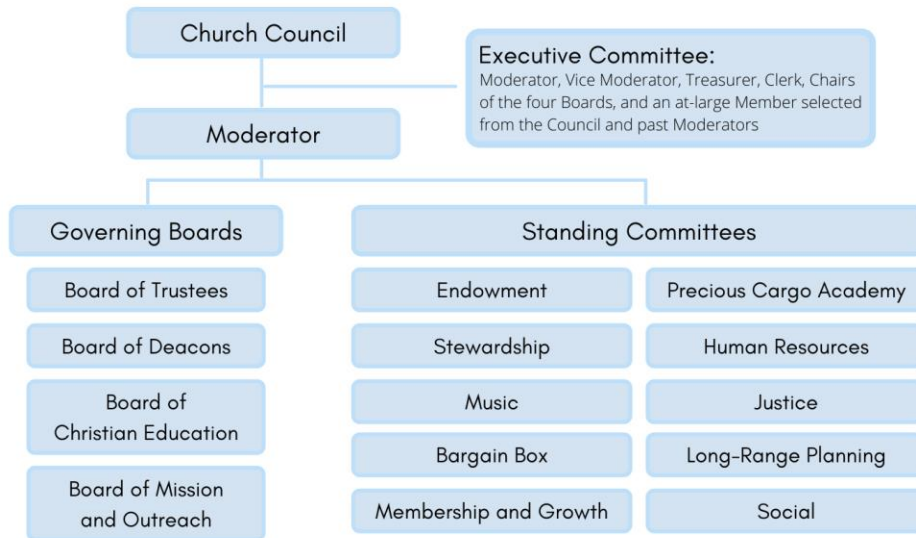 Church Council
Executive Committee:
Moderator, Vice Moderator, Treasurer, Clerk, Chairs
of the four Boards, and an at-large Member selected
from the Council and past Moderators
Moderator
Governing Boards
Board of Trustees
Board of Deacons
Board of
Christian Education
Board of Mission
and Outreach
Standing Committees
Endowment
Stewardship
Music
Bargain Box
Membership and Growth
Precious Cargo Academy
Human Resources
Justice
Long-Range Planning
Social